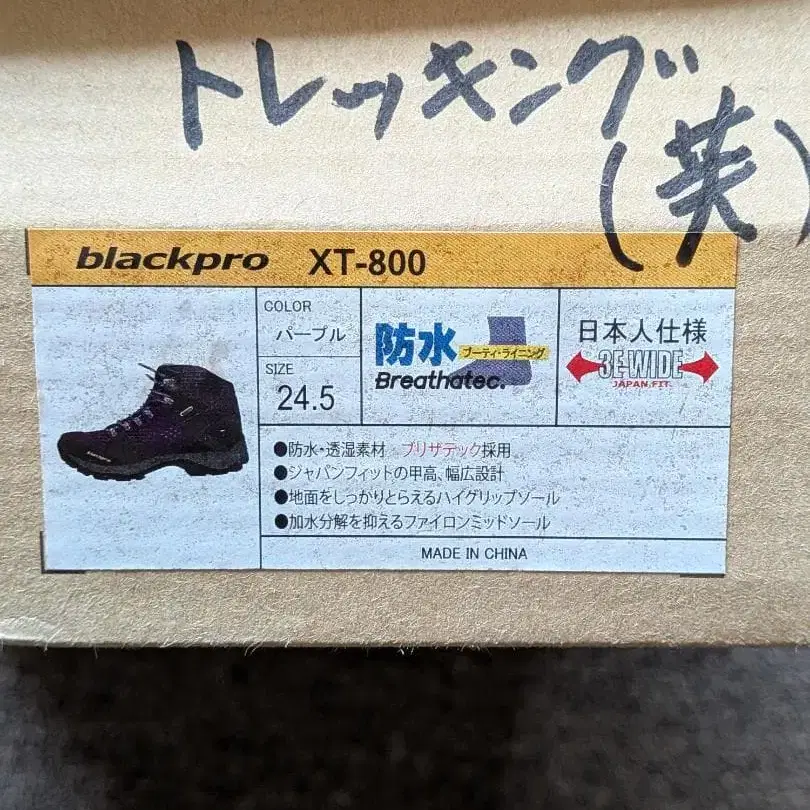 トレッキング
(英)
blackpro XT-800
COLOR
パープル
SIZE
24.5
防水
ブーティ・ライニング
Breathatec.
日本人仕様
3E-WIDE
JAPAN.FIT.
●防水・透湿素材 ブリザテック採用
●ジャパンフィットの甲高、幅広設計
●地面をしっかりとらえるハイグリップソール
●加水分解を抑えるファイロンミッドソール
MADE IN CHINA